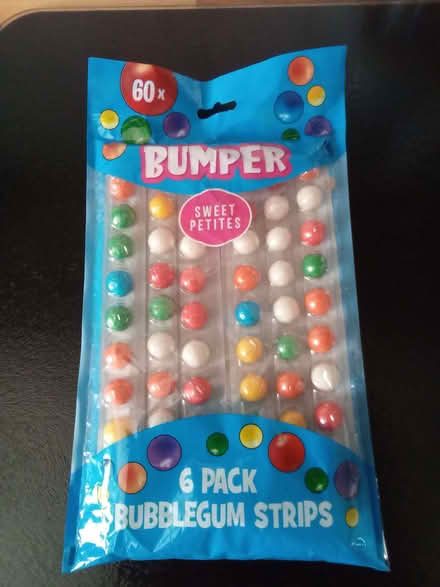 60x
BUMPER
SWEET
PETITES
6 PACK
BUBBLEGUM STRIPS